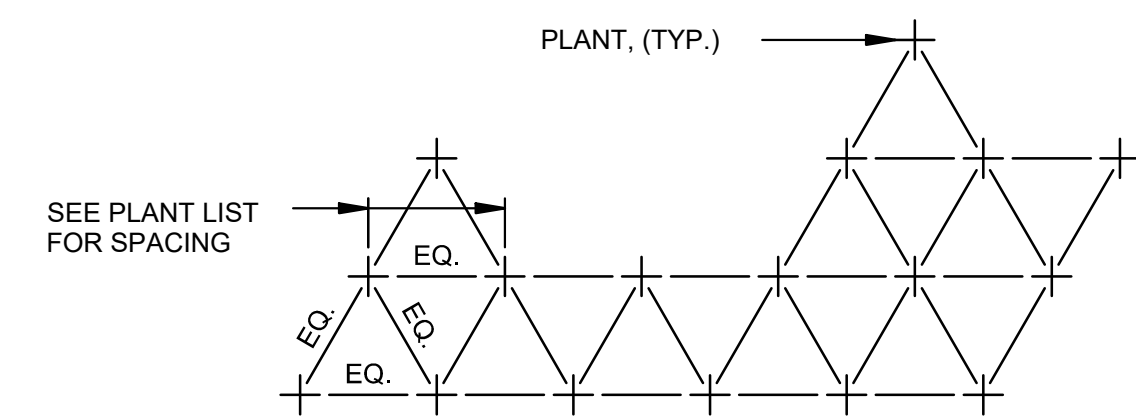 PLANT, (TYP.)
SEE PLANT LIST
FOR SPACING
EQ.
EQ.
EQ.
EQ.